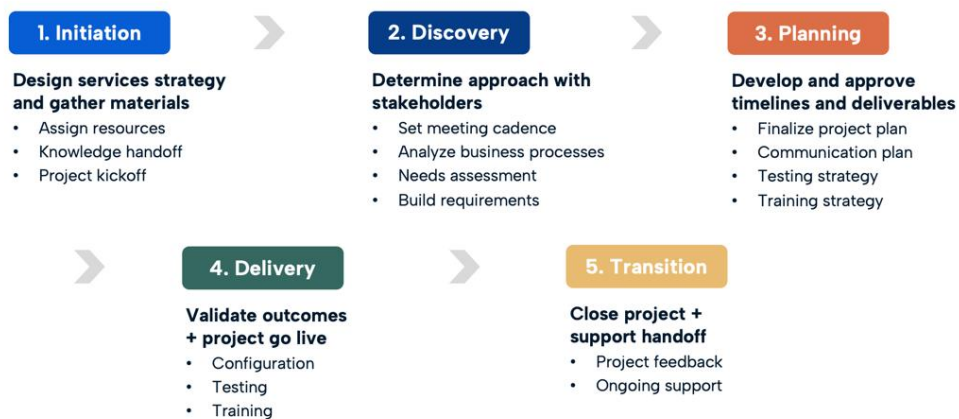 1. Initiation
Design services strategy
and gather materials
• Assign resources
• Knowledge handoff
• Project kickoff
2. Discovery
Determine approach with
stakeholders
• Set meeting cadence
• Analyze business processes
• Needs assessment
• Build requirements
3. Planning
Develop and approve
timelines and deliverables
• Finalize project plan
• Communication plan
• Testing strategy
• Training strategy
4. Delivery
Validate outcomes
+ project go live
• Configuration
• Testing
• Training
5. Transition
Close project +
support handoff
• Project feedback
• Ongoing support